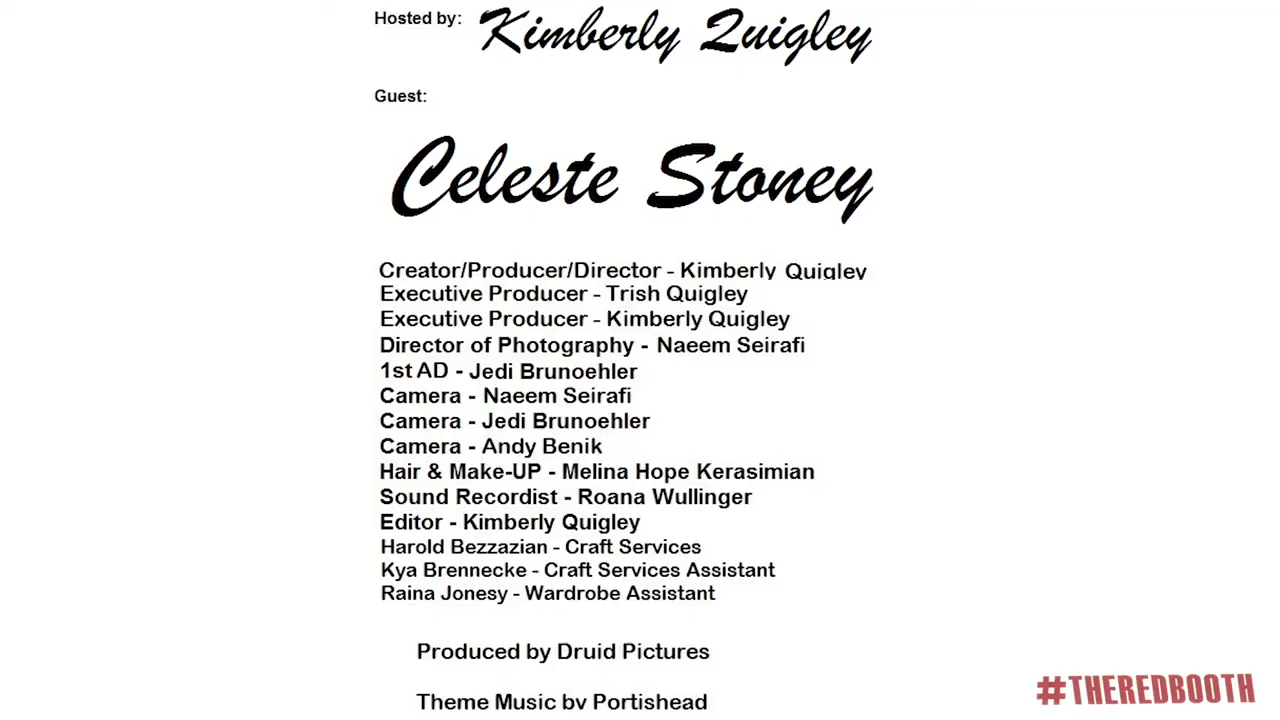 Hosted by: Kimberly Quigley
Guest:
Celeste Stoney
Creator/Producer/Director - Kimberly Quigley
Executive Producer - Trish Quigley
Executive Producer - Kimberly Quigley
Director of Photography - Naeem Seirafi
1st AD - Jedi Brunoehler
Camera - Naeem Seirafi
Camera - Jedi Brunoehler
Camera - Andy Benik
Hair & Make-UP - Melina Hope Kerasimian
Sound Recordist - Roana Wullinger
Editor - Kimberly Quigley
Harold Bezzazian - Craft Services
Kya Brennecke - Craft Services Assistant
Raina Jonesy - Wardrobe Assistant
Produced by Druid Pictures
Theme Music by Portishead
#THEREDBOOTH